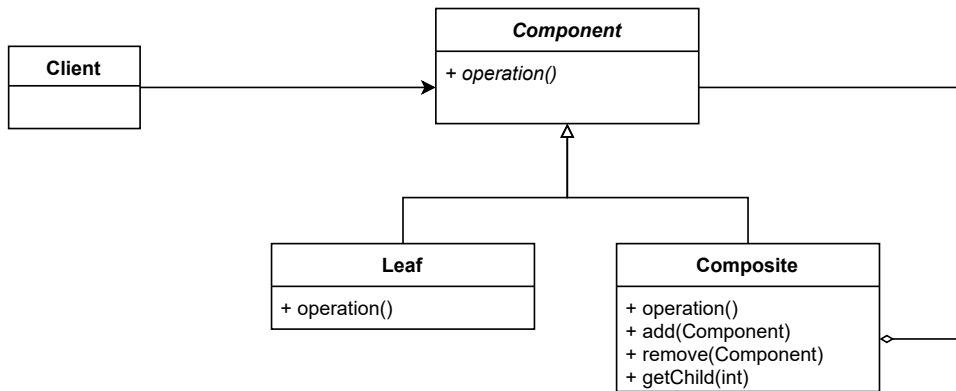 Component
+ operation()
Client
Leaf
+ operation()
Composite
+ operation()
+ add(Component)
+ remove(Component)
+ getChild(int)